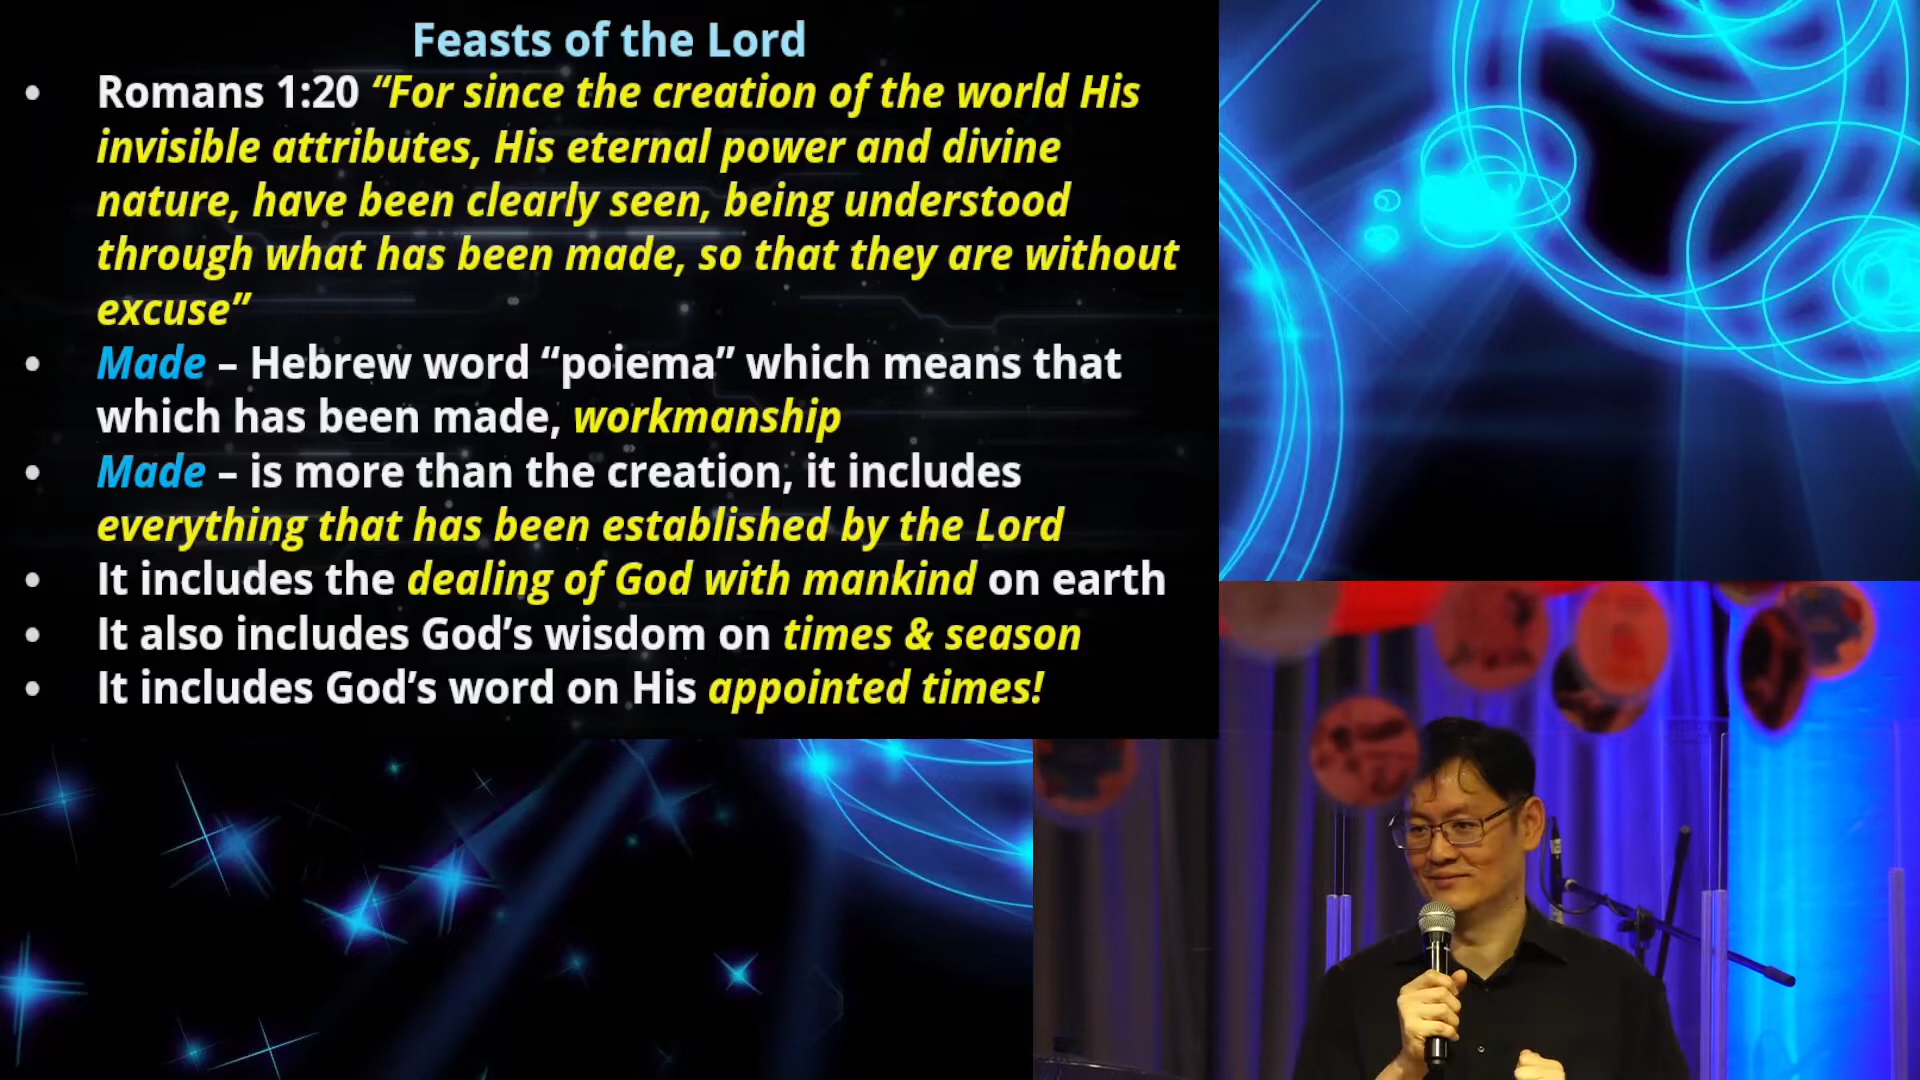 Feasts of the Lord
• Romans 1:20 “For since the creation of the world His
invisible attributes, His eternal power and divine
nature, have been clearly seen, being understood
through what has been made, so that they are without
excuse”
• Made – Hebrew word “poiema” which means that
which has been made, workmanship
• Made – is more than the creation, it includes
everything that has been established by the Lord
• It includes the dealing of God with mankind on earth
• It also includes God’s wisdom on times & season
• It includes God’s word on His appointed times!